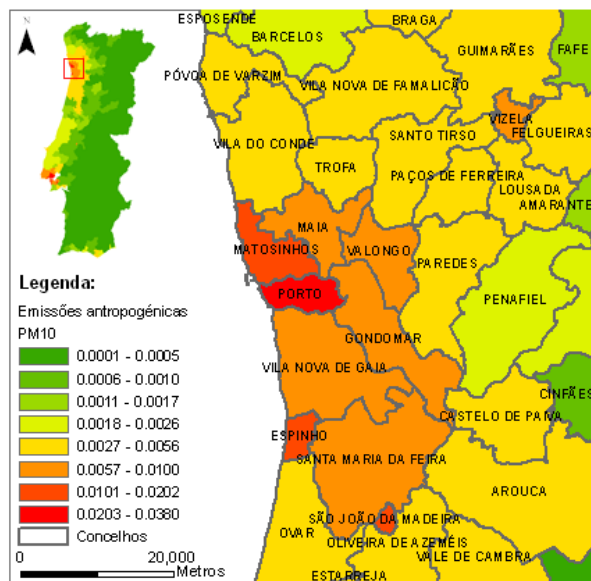 N
Legenda:
Emissões antropogénicas
PM10
0.0001 - 0.0005
0.0006 - 0.0010
0.0011 - 0.0017
0.0018 - 0.0026
0.0027 - 0.0056
0.0057 - 0.0100
0.0101 - 0.0202
0.0203 - 0.0380
Concelhos
0
20,000
Metros
ESPOSENDE
BRAGA
BARCELOS
GUIMARÃES
FAFE
PÓVOA DE VARZIM
VILA NOVA DE FAMALICÃO
VIZELA
FELGUEIRAS
VILA DO CONDE
SANTO TIRSO
TROFA
PAÇOS DE FERREIRA
LOUSADA
AMARANTE
MAIA
MATOSINHOS
VALONGO
PAREDES
PORTO
PENAFIEL
GONDOMAR
VILA NOVA DE GAIA
CINFÃES
CASTELO DE PAIVA
ESPINHO
SANTA MARIA DA FEIRA
AROUCA
SÃO JOÃO DA MADEIRA
OVAR
OLIVEIRA DE AZEMÉIS
VALE DE CAMBRA
ESTARREJA